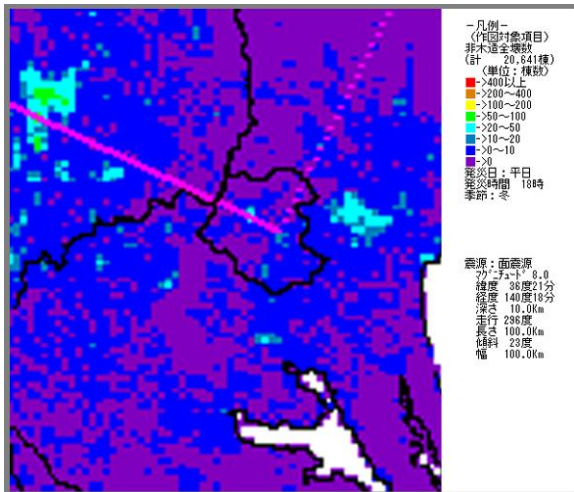 －凡例－
(作図対象項目)
非木造全壊数
(計 20,641棟)
(単位：棟数)
->400以上
->200～400
->100～200
->50～100
->20～50
->10～20
->0～10
->0
発災日：平日
発災時間 18時
季節：冬
震源：面震源
ﾏｸﾞﾆﾁｭｰﾄﾞ 8.0
緯度 36度21分
経度 140度18分
深さ 10.0Km
走行 296度
長さ 100.0Km
傾斜 23度
幅 100.0Km